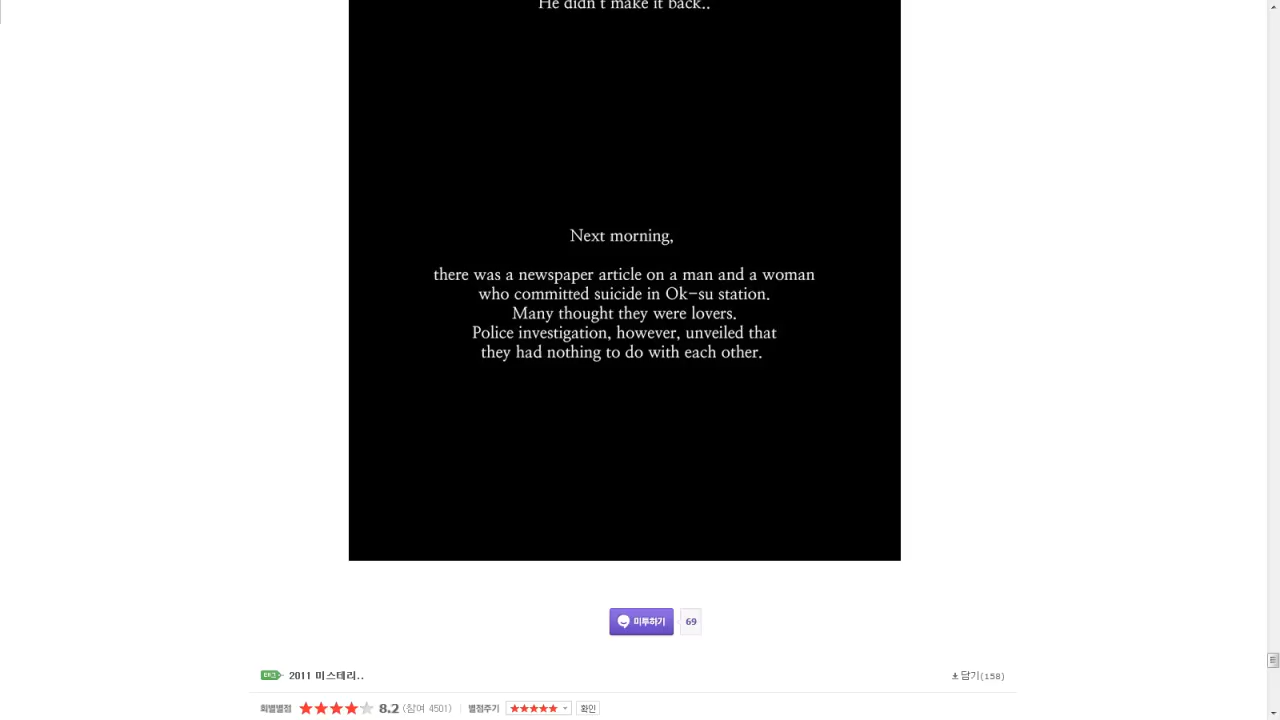 He didn't make it back..
Next morning,
there was a newspaper article on a man and a woman
who committed suicide in Ok-su station.
Many thought they were lovers.
Police investigation, however, unveiled that
they had nothing to do with each other.
미투하기 69
태그 2011 미스테리.. 담기(158)
회별별점 8.2 (참여 4501) 별점주기 확인